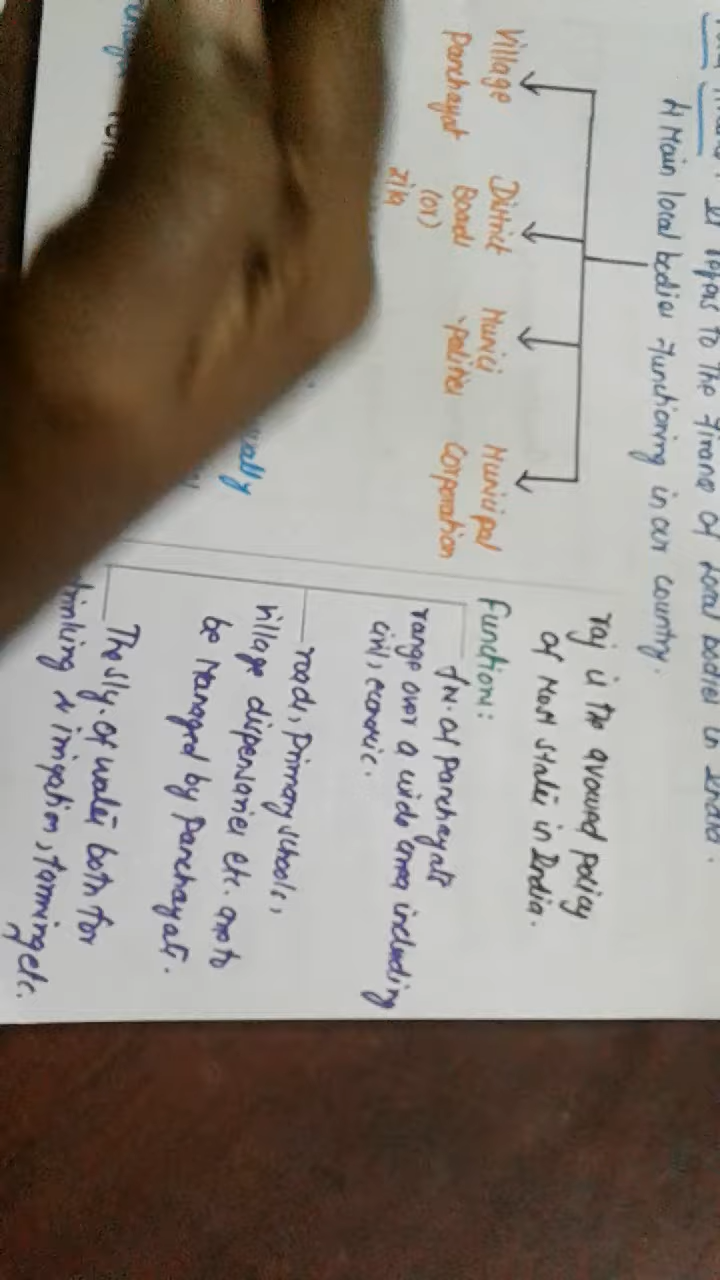 It refers to the finance of local bodies in India.
4 Main local bodies functioning in our country.
Village
Panchayat
District
Board
(or)
Zila
Munici
palities
Municipal
Corporation
raj is the avowed policy
of Most States in India.
Functions:
fn. of panchayats
range over a wide area including
civil, economic.
roads, primary schools,
village dispensaries etc. are to
be Managed by Panchayats.
The sly. of water both for
drinking & irrigation, farming etc.
ally